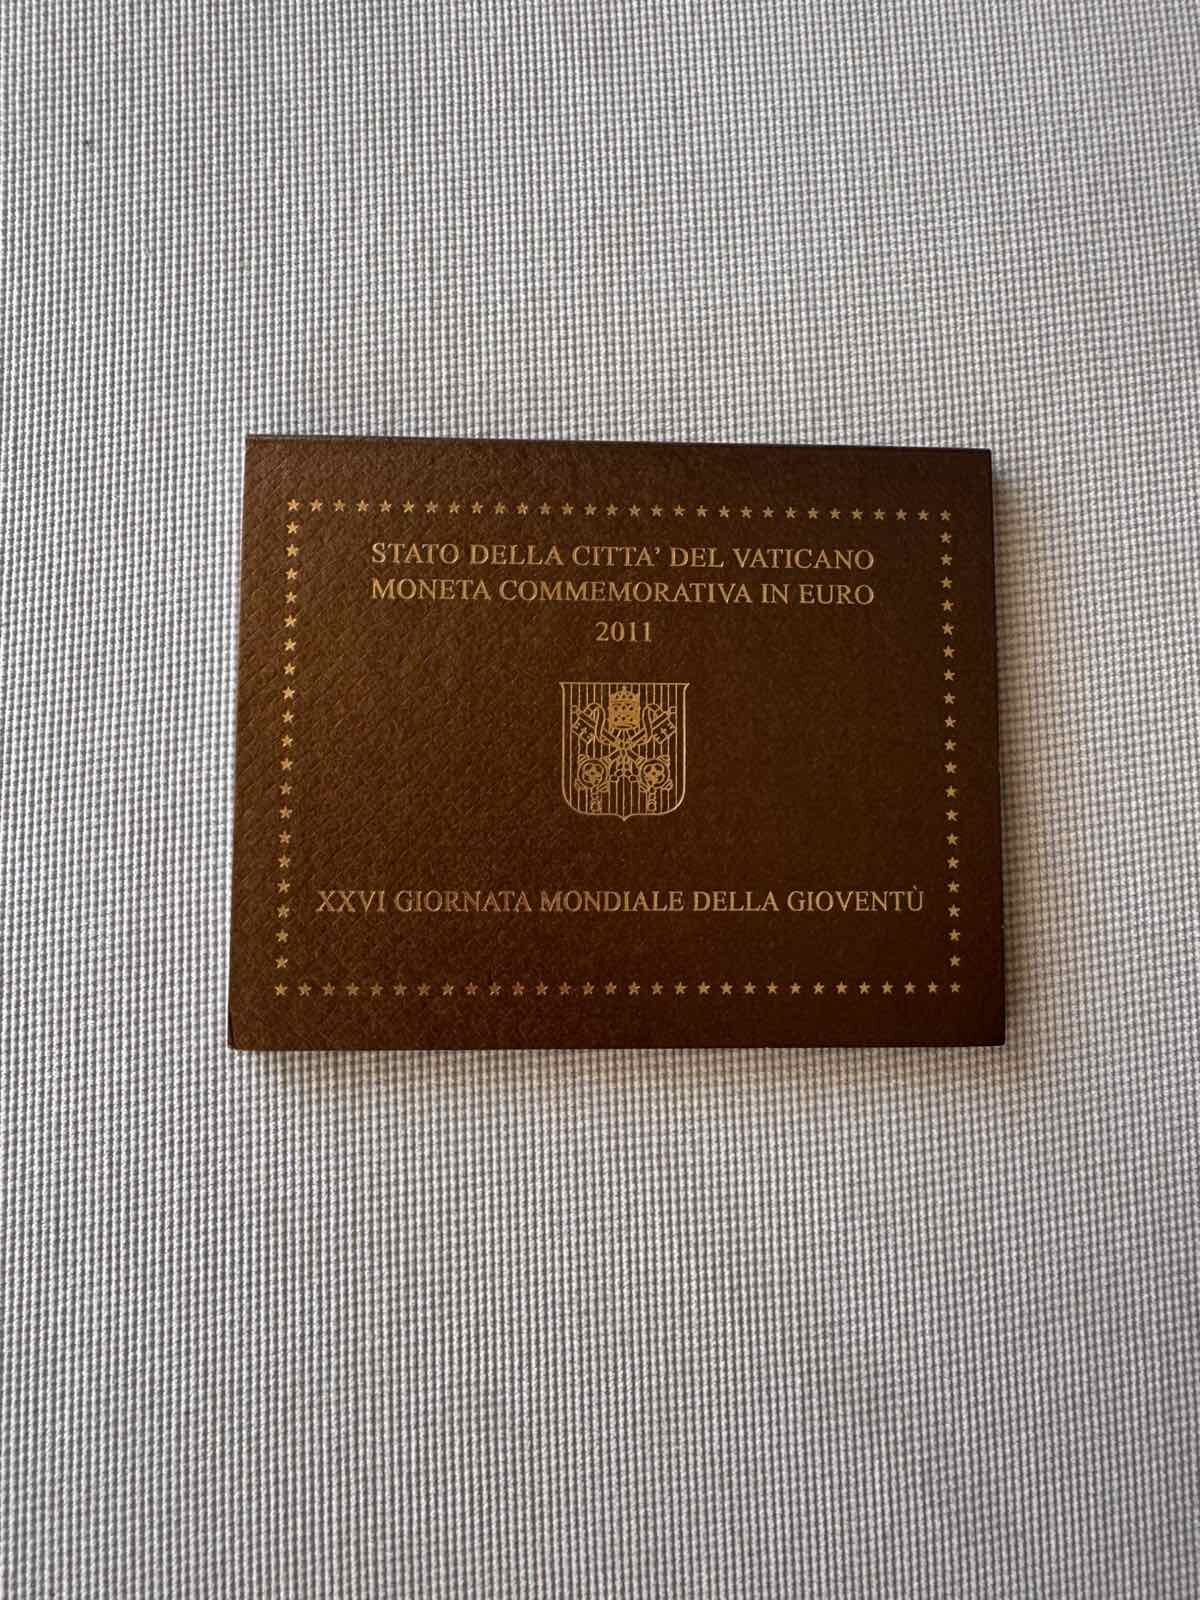 STATO DELLA CITTA' DEL VATICANO
MONETA COMMEMORATIVA IN EURO
2011
XXVI GIORNATA MONDIALE DELLA GIOVENTÙ